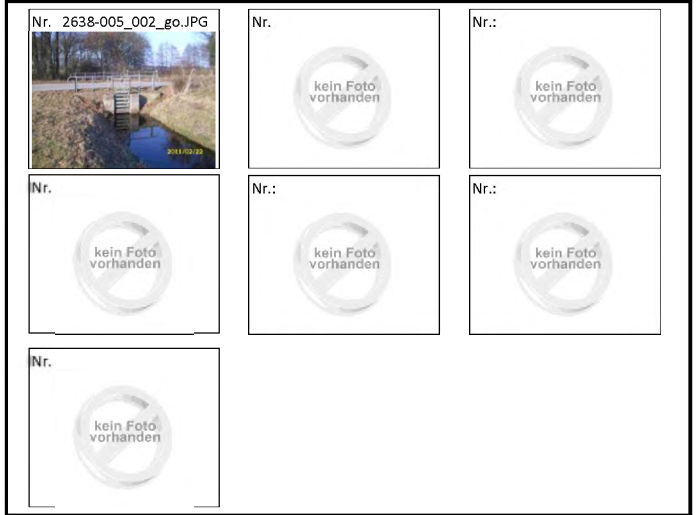 Nr. 2638-005_002_go.JPG
2011/02/22
Nr.
kein Foto
vorhanden
Nr.:
kein Foto
vorhanden
Nr.
kein Foto
vorhanden
Nr.:
kein Foto
vorhanden
Nr.:
kein Foto
vorhanden
Nr.
kein Foto
vorhanden